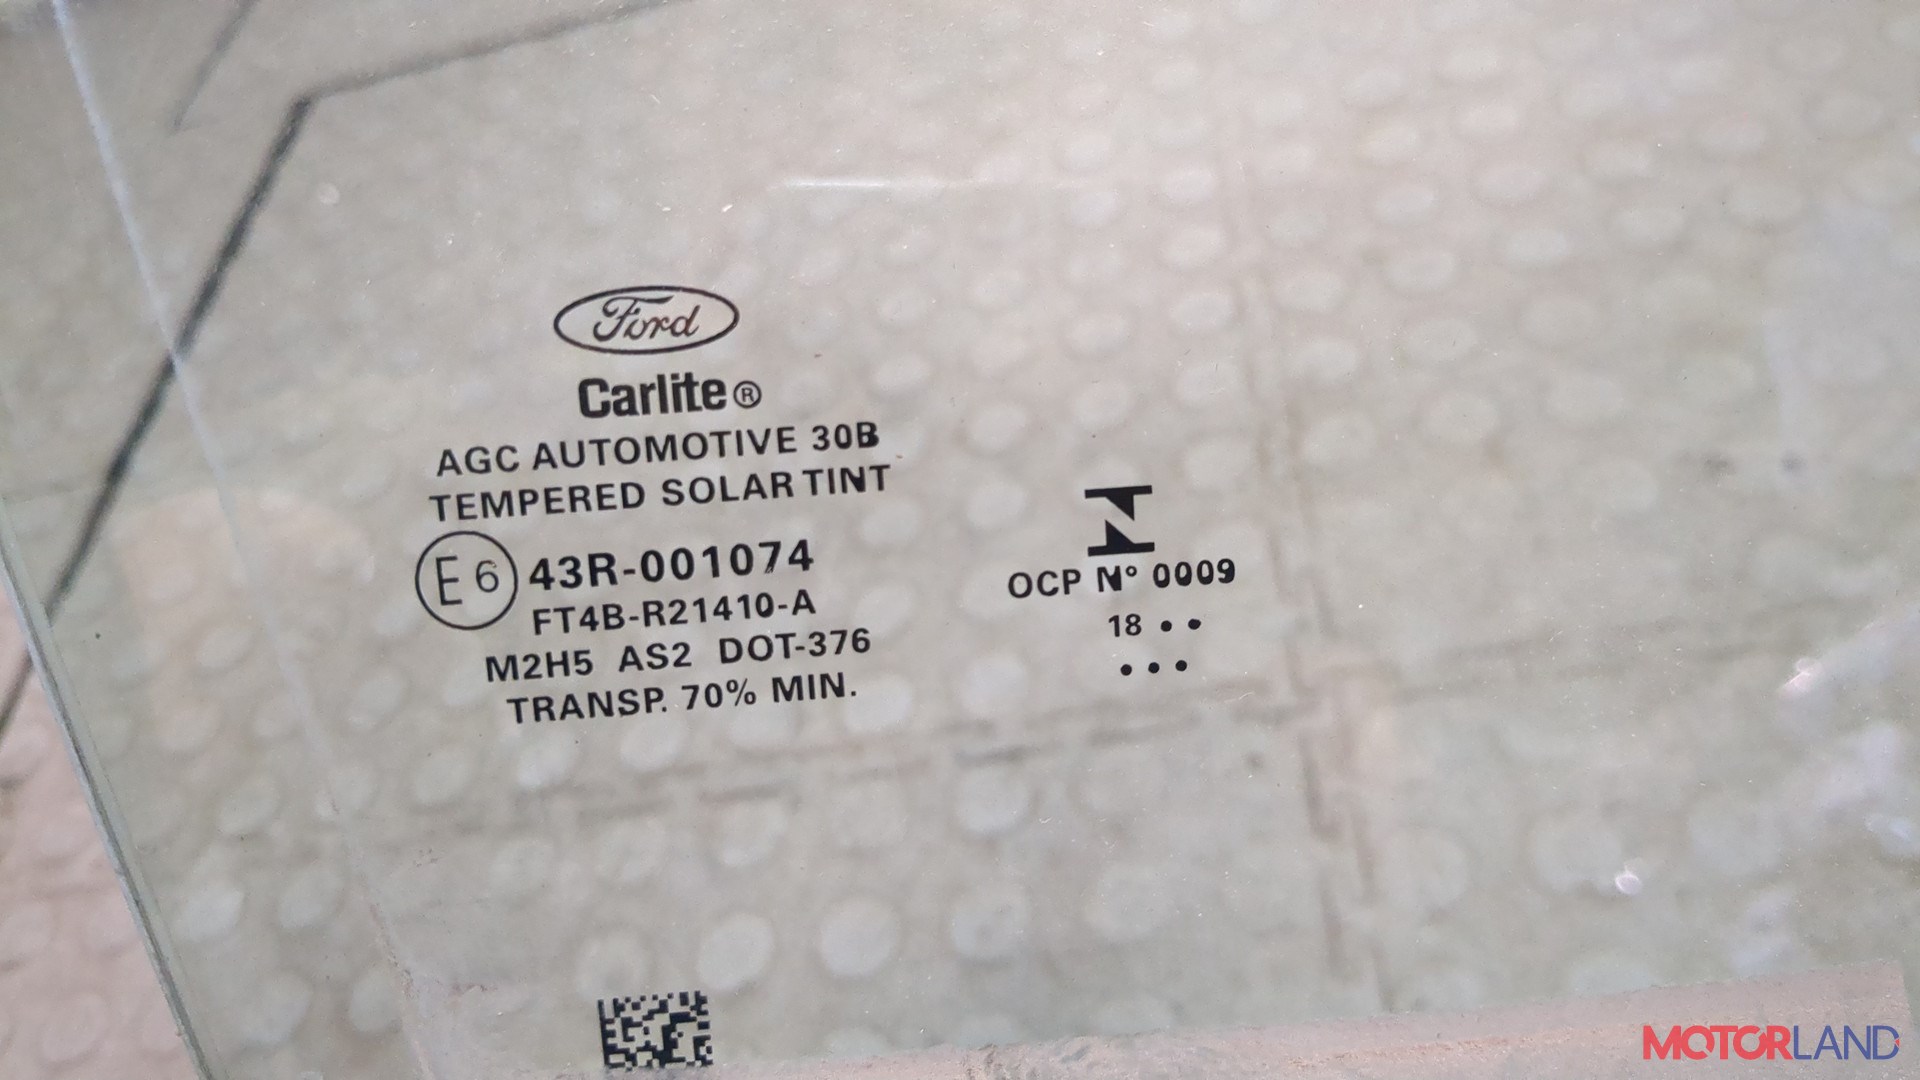 Ford
Carlite®
AGC AUTOMOTIVE 30B
TEMPERED SOLAR TINT
E6 43R-001074
FT4B-R21410-A
M2H5 AS2 DOT-376
TRANSP. 70% MIN.
OCP Nº 0009
18 • •
• • •
MOTORLAND